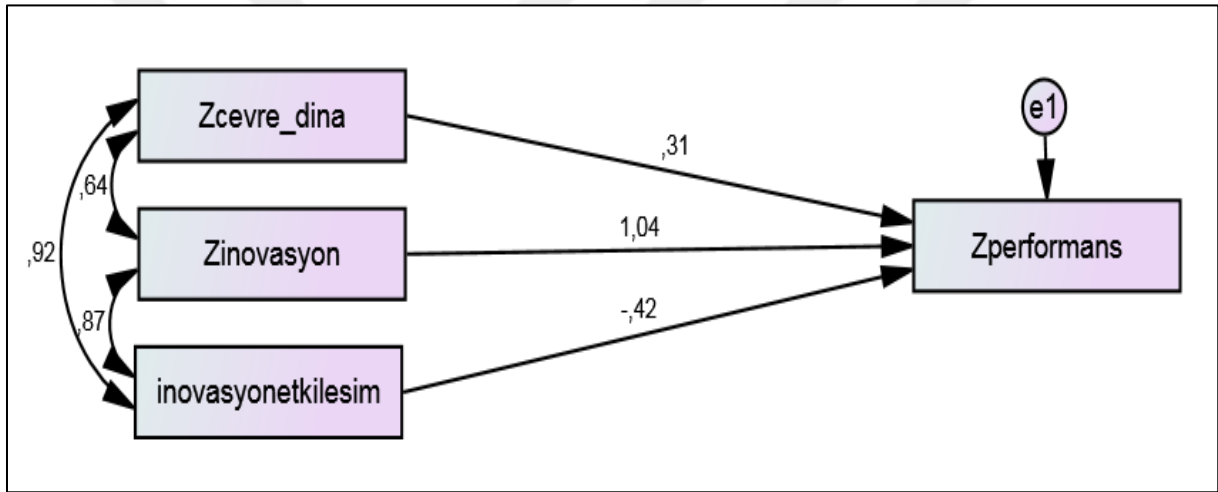 Zcevre_dina
e1
,31
,64
Zinovasyon
1,04
Zperformans
,92
,87
-,42
inovasyonetkilesim